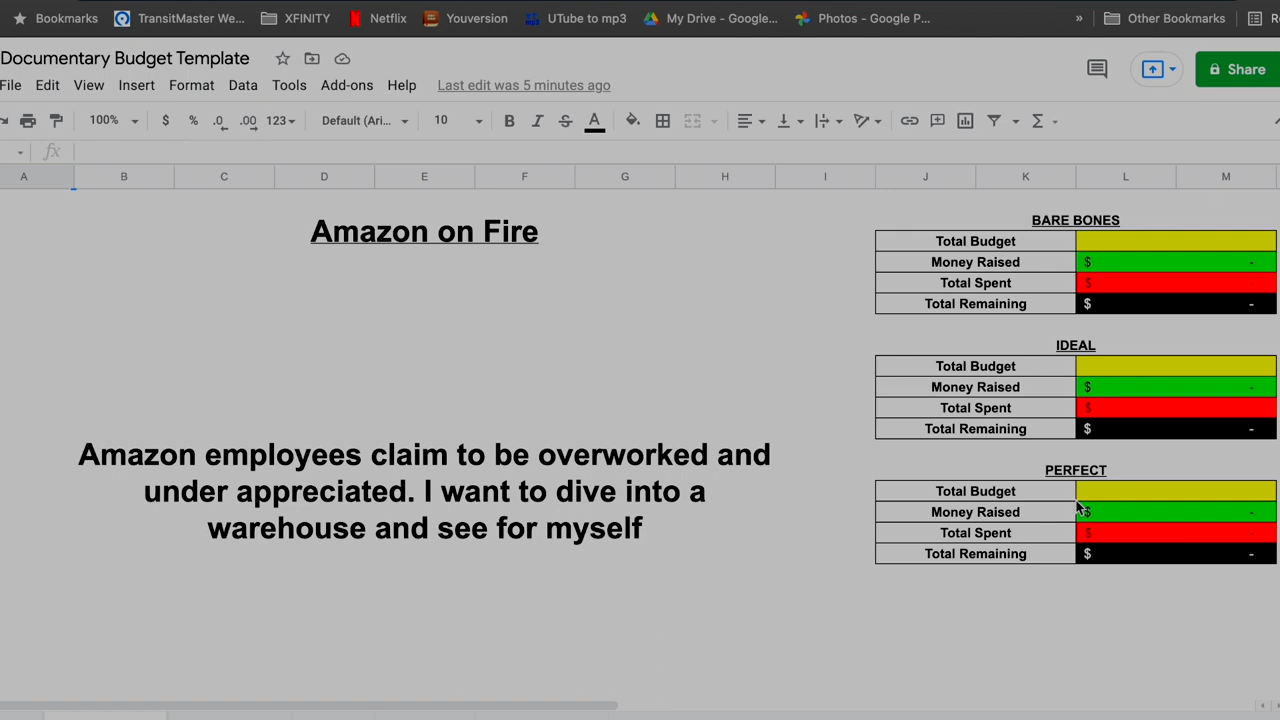 Bookmarks TransitMaster We... XFINITY Netflix Youversion UTube to mp3 My Drive - Google... Photos - Google P... » Other Bookmarks
Documentary Budget Template
File Edit View Insert Format Data Tools Add-ons Help Last edit was 5 minutes ago
Share
100% $ % .0 .00 123 Default (Ari... 10 B I S A Σ
fx
A B C D E F G H I J K L M
Amazon on Fire
Amazon employees claim to be overworked and
under appreciated. I want to dive into a
warehouse and see for myself
BARE BONES
Total Budget
Money Raised $ -
Total Spent $
Total Remaining $ -
IDEAL
Total Budget
Money Raised $ -
Total Spent $
Total Remaining $ -
PERFECT
Total Budget
Money Raised $ -
Total Spent $
Total Remaining $ -